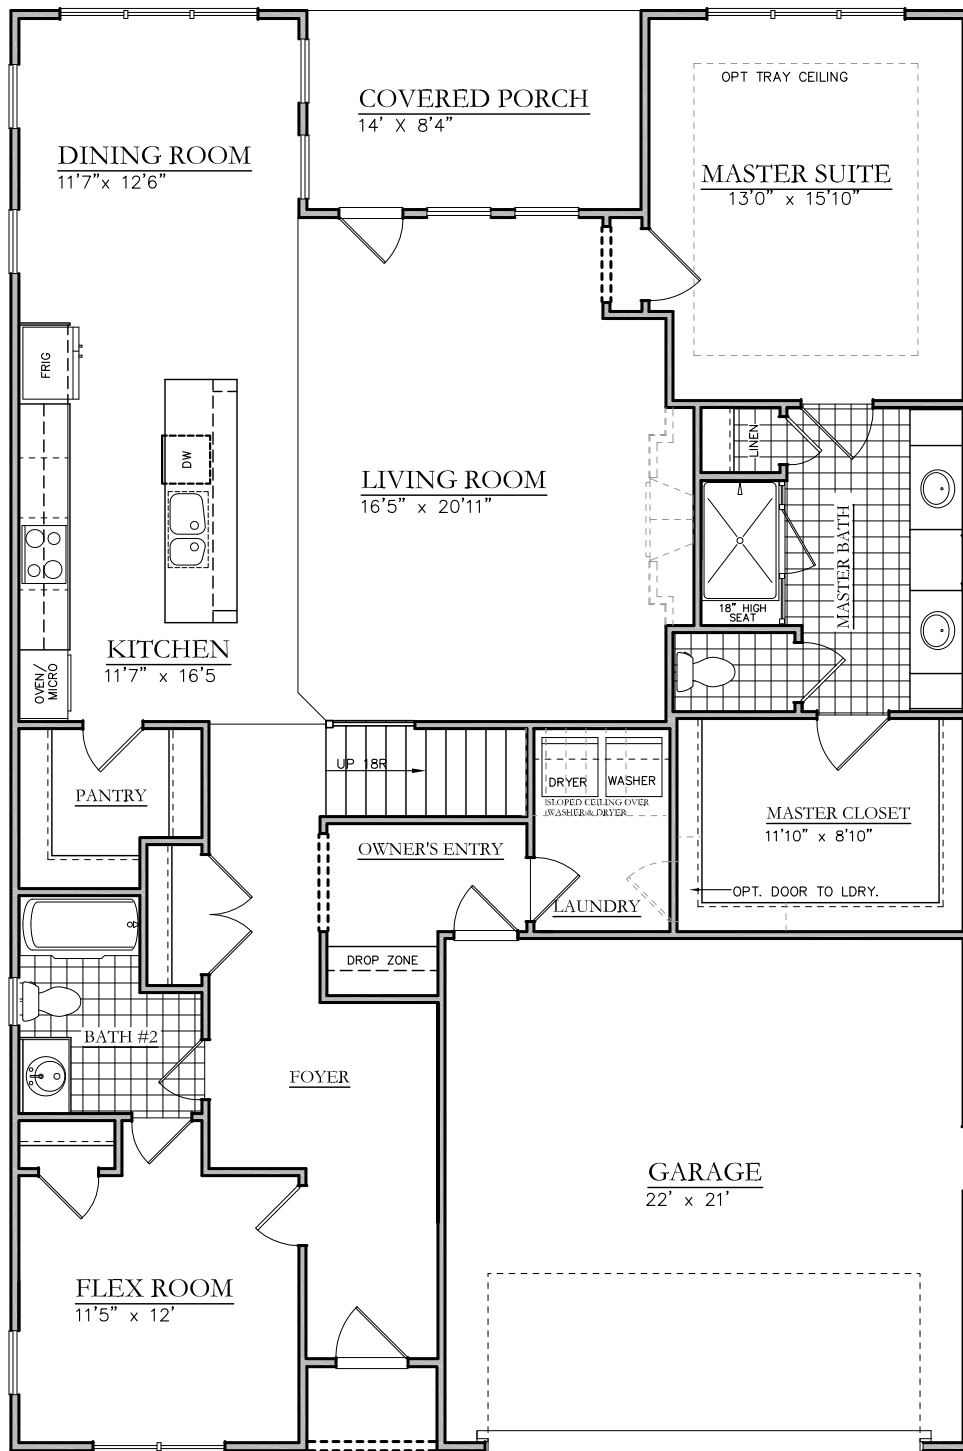 OPT TRAY CEILING
COVERED PORCH
14' X 8'4"
DINING ROOM
11'7"x 12'6"
MASTER SUITE
13'0" x 15'10"
FRIG
DW
LINEN
LIVING ROOM
16'5" x 20'11"
MASTER BATH
18" HIGH
SEAT
KITCHEN
11'7" x 16'5
OVEN/
MICRO
UP 18R
DRYER
WASHER
SLOPED CEILING OVER
WASHER & DRYER
PANTRY
MASTER CLOSET
11'10" x 8'10"
OWNER'S ENTRY
OPT. DOOR TO LDRY.
LAUNDRY
DROP ZONE
BATH #2
FOYER
GARAGE
22' x 21'
FLEX ROOM
11'5" x 12'